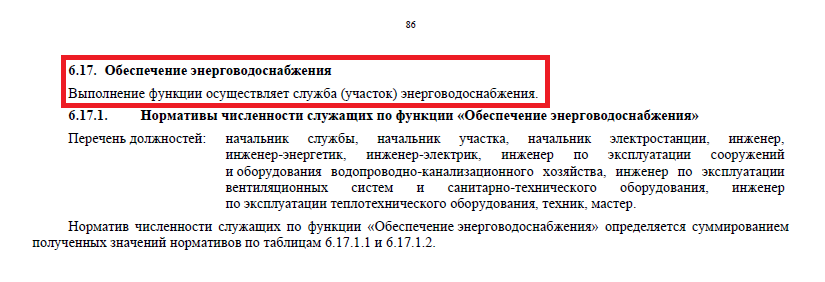 86
6.17. Обеспечение энерговодоснабжения
Выполнение функции осуществляет служба (участок) энерговодоснабжения.
6.17.1. Нормативы численности служащих по функции «Обеспечение энерговодоснабжения»
Перечень должностей: начальник службы, начальник участка, начальник электростанции, инженер,
инженер-энергетик, инженер-электрик, инженер по эксплуатации сооружений
и оборудования водопроводно-канализационного хозяйства, инженер по эксплуатации
вентиляционных систем и санитарно-технического оборудования, инженер
по эксплуатации теплотехнического оборудования, техник, мастер.
Норматив численности служащих по функции «Обеспечение энерговодоснабжения» определяется суммированием
полученных значений нормативов по таблицам 6.17.1.1 и 6.17.1.2.